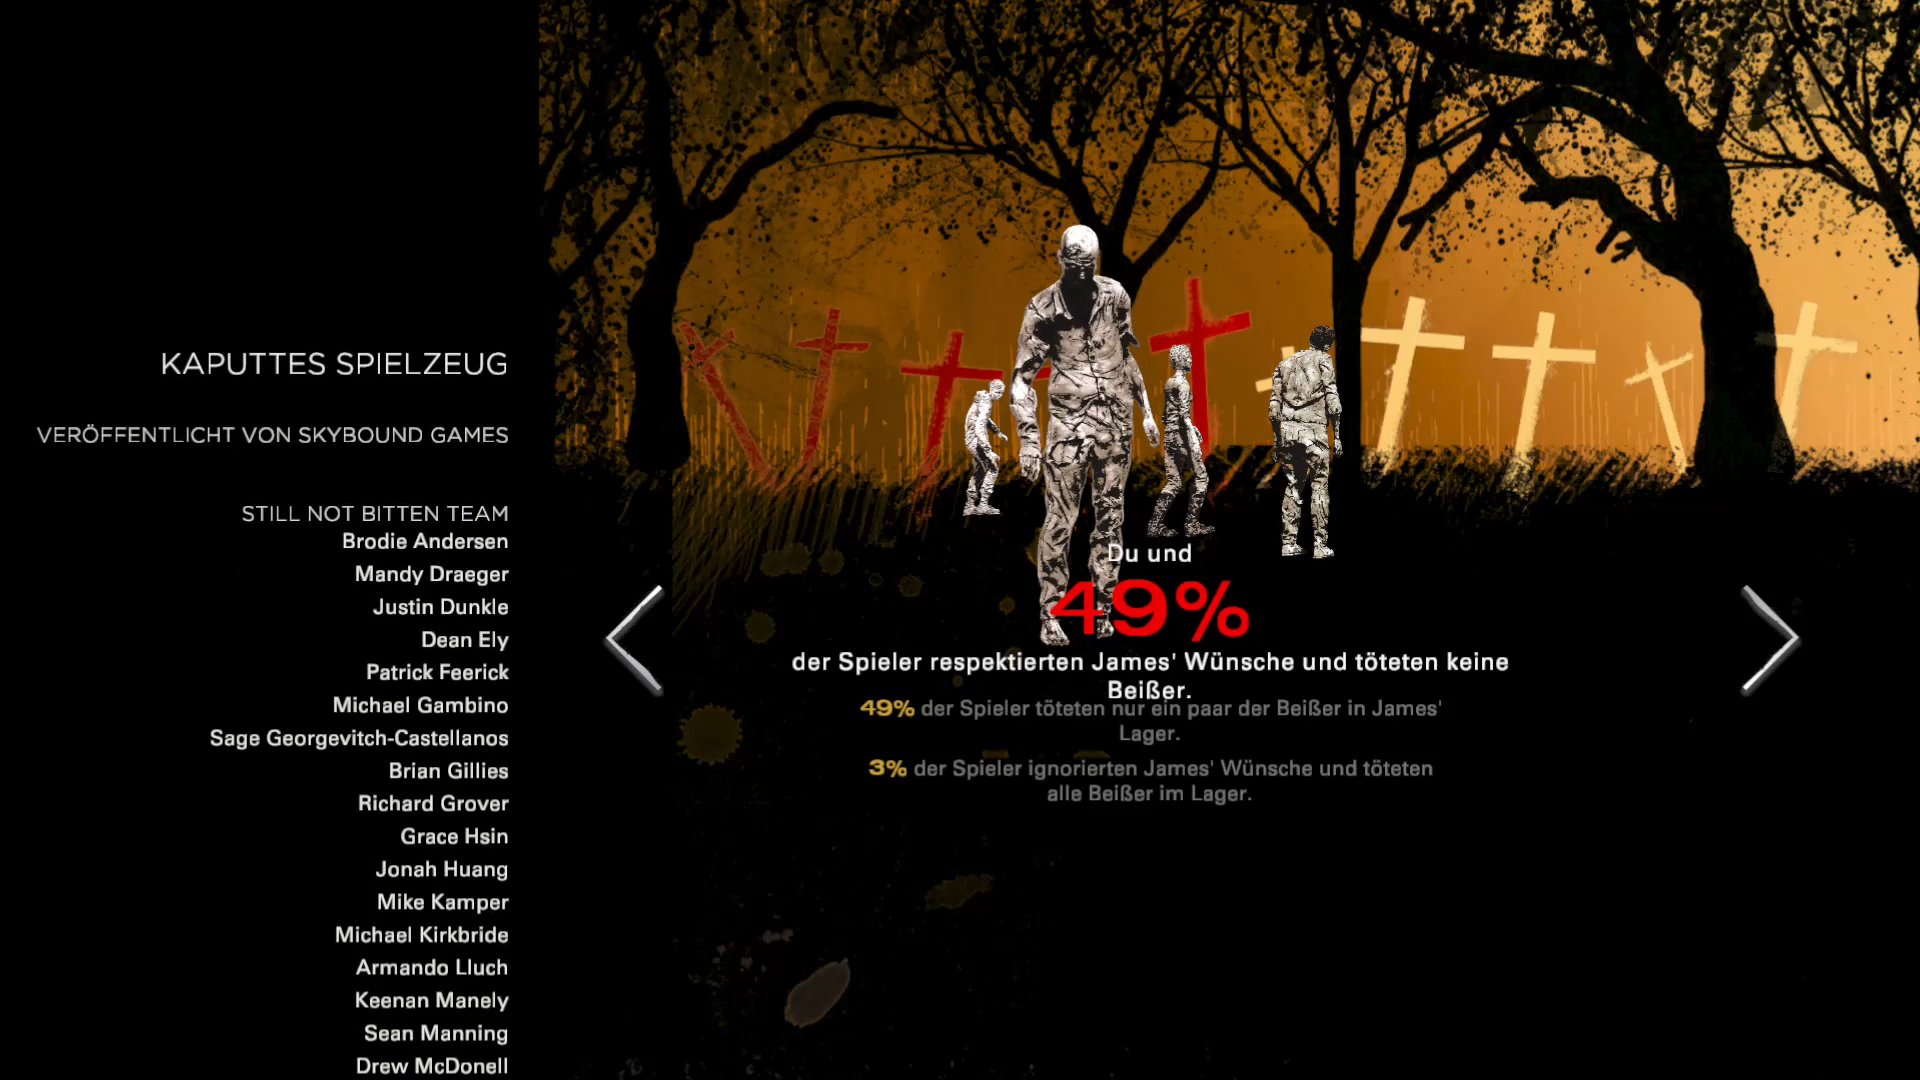 KAPUTTES SPIELZEUG
VERÖFFENTLICHT VON SKYBOUND GAMES
STILL NOT BITTEN TEAM
Brodie Andersen
Mandy Draeger
Justin Dunkle
Dean Ely
Patrick Feerick
Michael Gambino
Sage Georgevitch-Castellanos
Brian Gillies
Richard Grover
Grace Hsin
Jonah Huang
Mike Kamper
Michael Kirkbride
Armando Lluch
Keenan Manely
Sean Manning
Drew McDonell
Du und
49%
der Spieler respektierten James' Wünsche und töteten keine
Beißer.
49% der Spieler töteten nur ein paar der Beißer in James'
Lager.
3% der Spieler ignorierten James' Wünsche und töteten
alle Beißer im Lager.